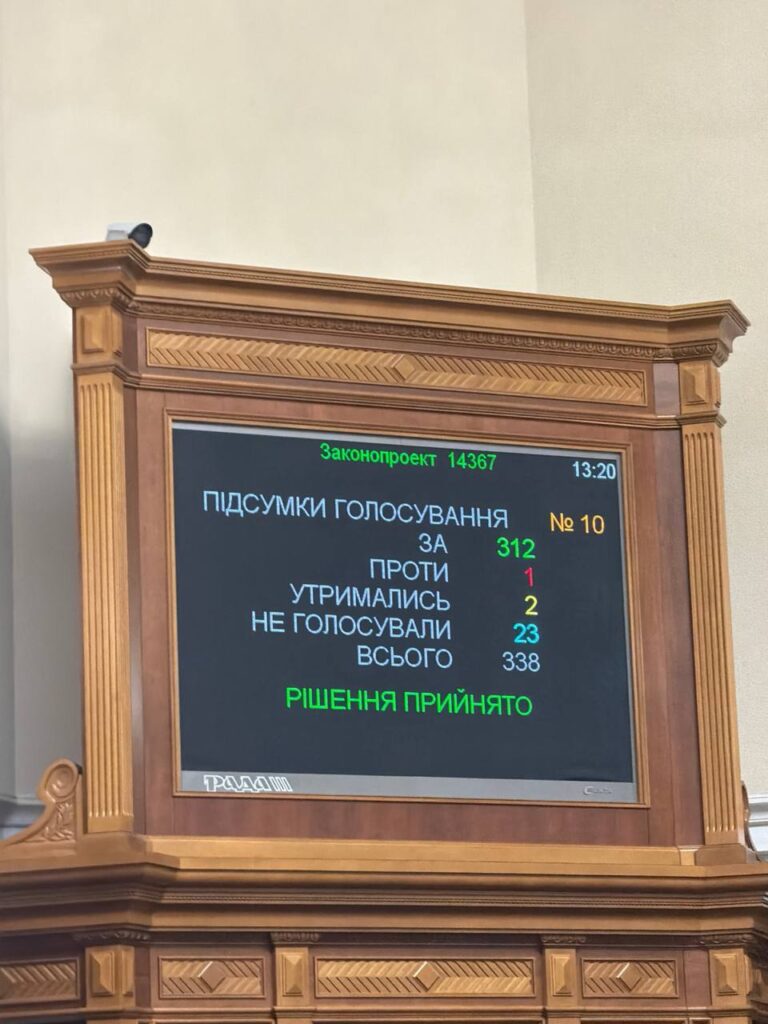 Законопроект 14367
13:20
ПІДСУМКИ ГОЛОСУВАННЯ № 10
ЗА 312
ПРОТИ 1
УТРИМАЛИСЬ 2
НЕ ГОЛОСУВАЛИ 23
ВСЬОГО 338
РІШЕННЯ ПРИЙНЯТО
РАДА III